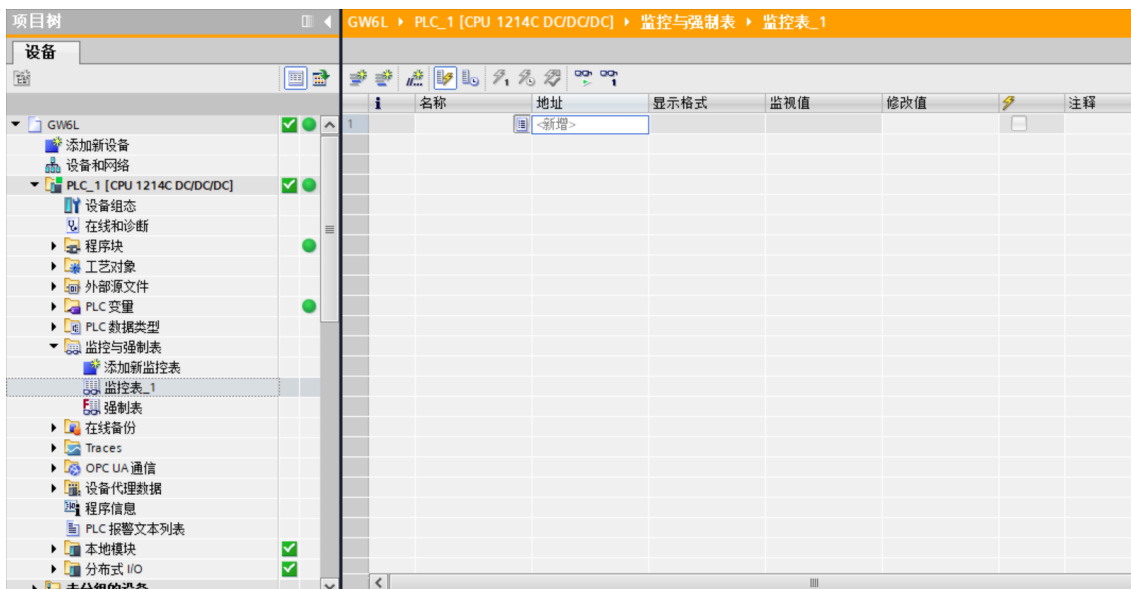 项目树
GW6L PLC_1 [CPU 1214C DC/DC/DC] 监控与强制表 监控表_1
设备
i 名称 地址 显示格式 监视值 修改值 注释
1 <新增>
GW6L
添加新设备
设备和网络
PLC_1 [CPU 1214C DC/DC/DC]
设备组态
在线和诊断
程序块
工艺对象
外部源文件
PLC 变量
PLC 数据类型
监控与强制表
添加新监控表
监控表_1
强制表
在线备份
Traces
OPC UA 通信
设备代理数据
程序信息
PLC 报警文本列表
本地模块
分布式 I/O
未分组的设备